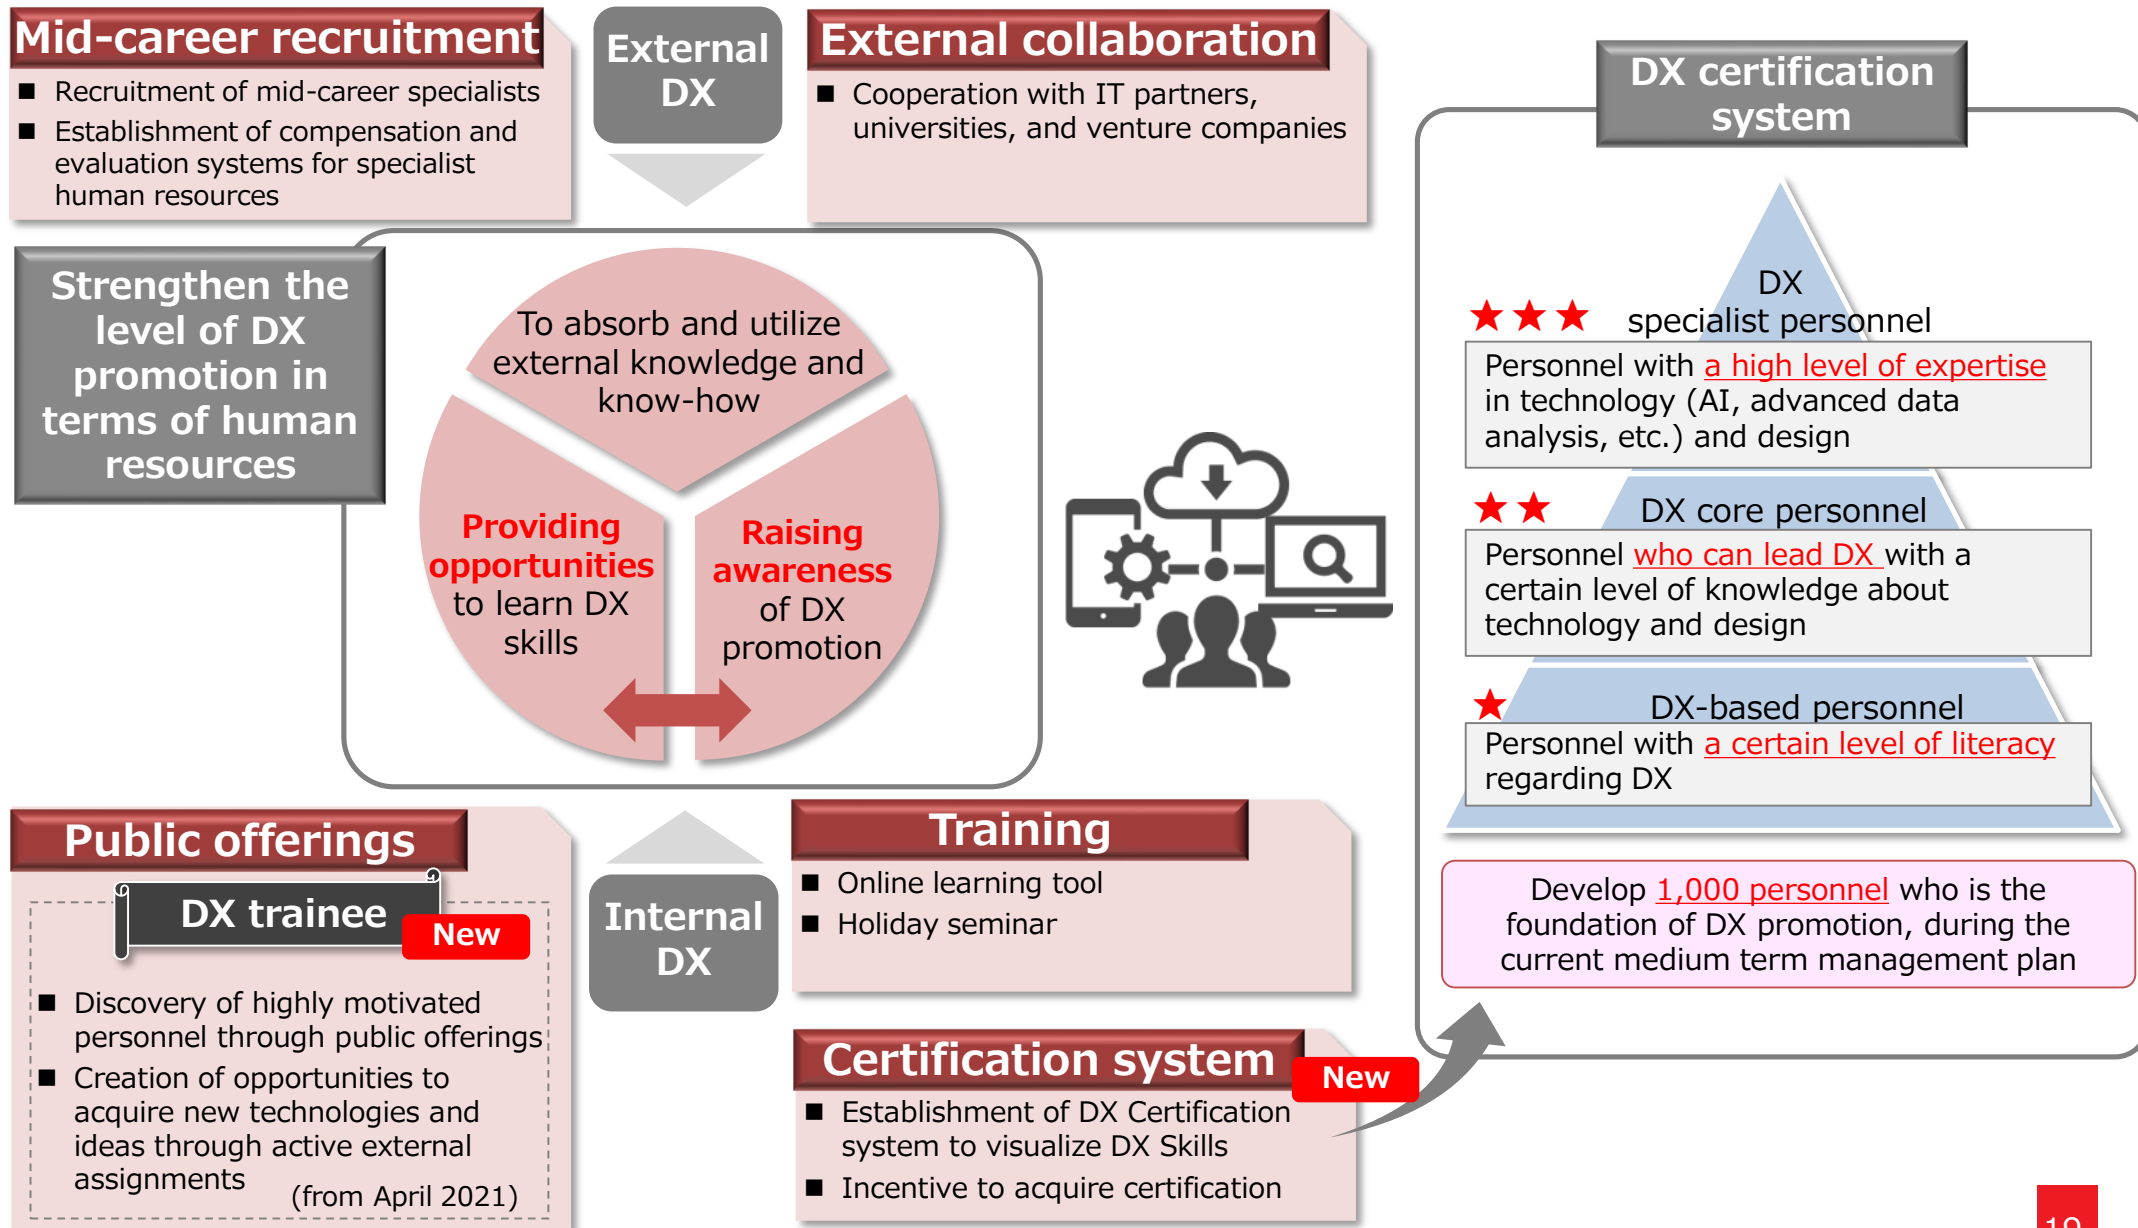 Mid-career recruitment
■ Recruitment of mid-career specialists
■ Establishment of compensation and
evaluation systems for specialist
human resources
External
DX
External collaboration
■ Cooperation with IT partners,
universities, and venture companies
Strengthen the
level of DX
promotion in
terms of human
resources
To absorb and utilize
external knowledge and
know-how
Providing
opportunities
to learn DX
skills
Raising
awareness
of DX
promotion
Public offerings
DX trainee
New
■ Discovery of highly motivated
personnel through public offerings
■ Creation of opportunities to
acquire new technologies and
ideas through active external
assignments
(from April 2021)
Internal
DX
Training
■ Online learning tool
■ Holiday seminar
Certification system
New
■ Establishment of DX Certification
system to visualize DX Skills
■ Incentive to acquire certification
DX certification
system
DX
★★★ specialist personnel
Personnel with a high level of expertise
in technology (AI, advanced data
analysis, etc.) and design
★★ DX core personnel
Personnel who can lead DX with a
certain level of knowledge about
technology and design
★ DX-based personnel
Personnel with a certain level of literacy
regarding DX
Develop 1,000 personnel who is the
foundation of DX promotion, during the
current medium term management plan
19